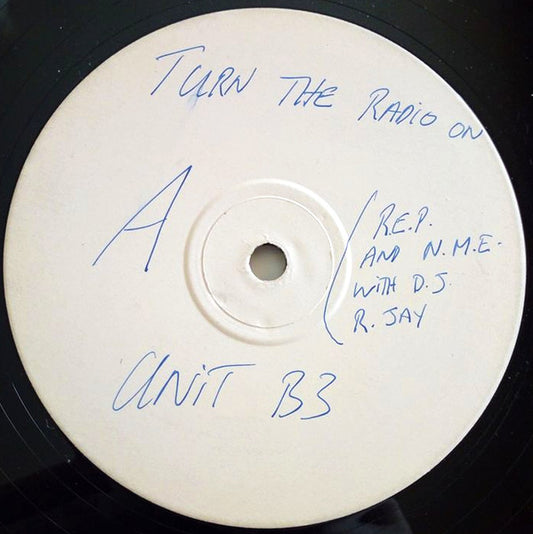 TURN THE RADIO ON
A
R.E.P.
AND N.M.E.
WITH D.J.
R. JAY
UNIT B3